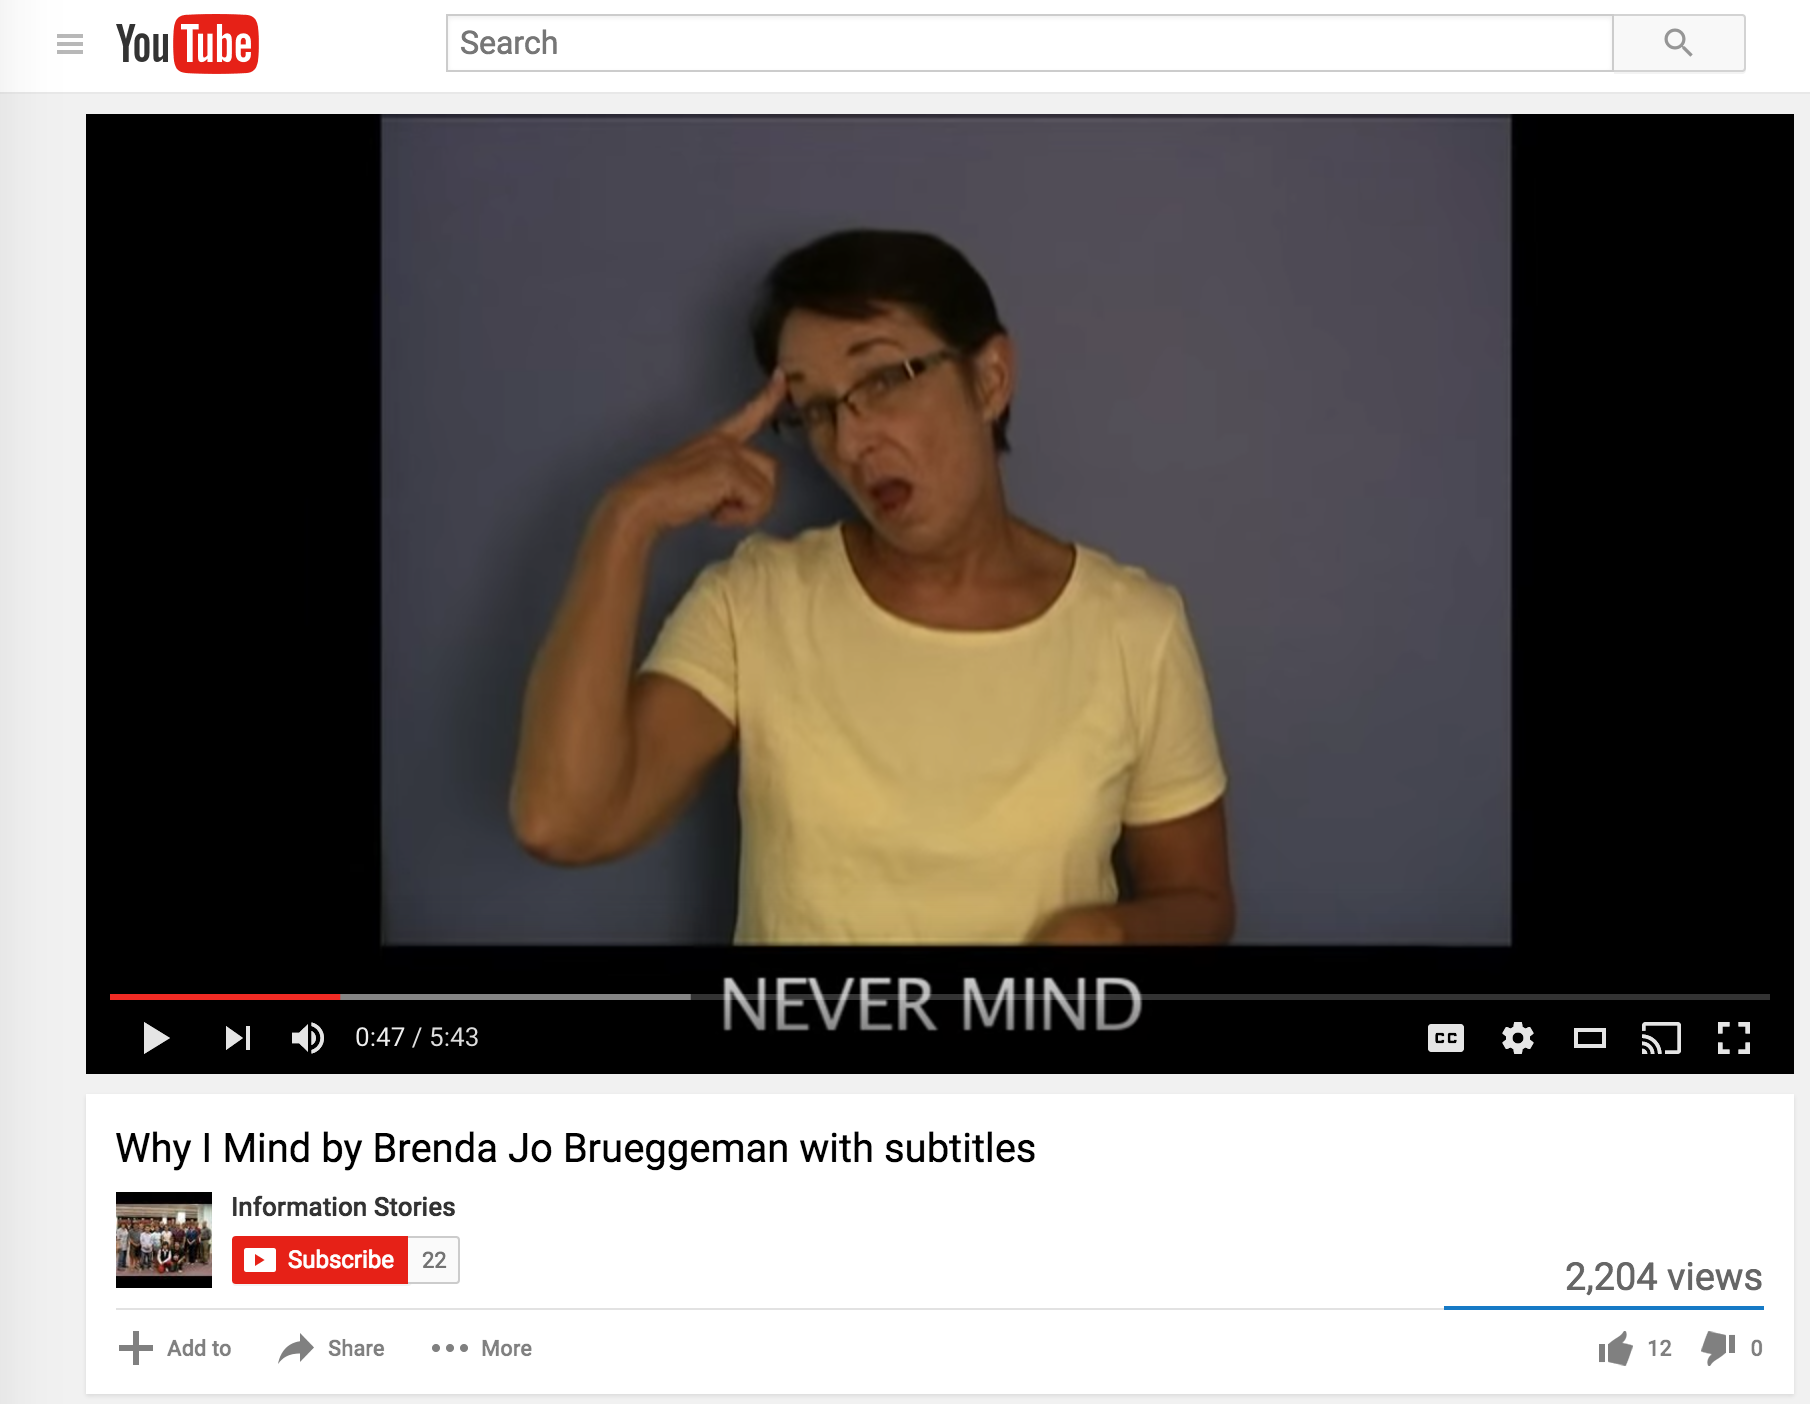 YouTube
Search
NEVER MIND
0:47 / 5:43
CC
Why I Mind by Brenda Jo Brueggeman with subtitles
Information Stories
Subscribe 22
2,204 views
Add to Share More 12 0